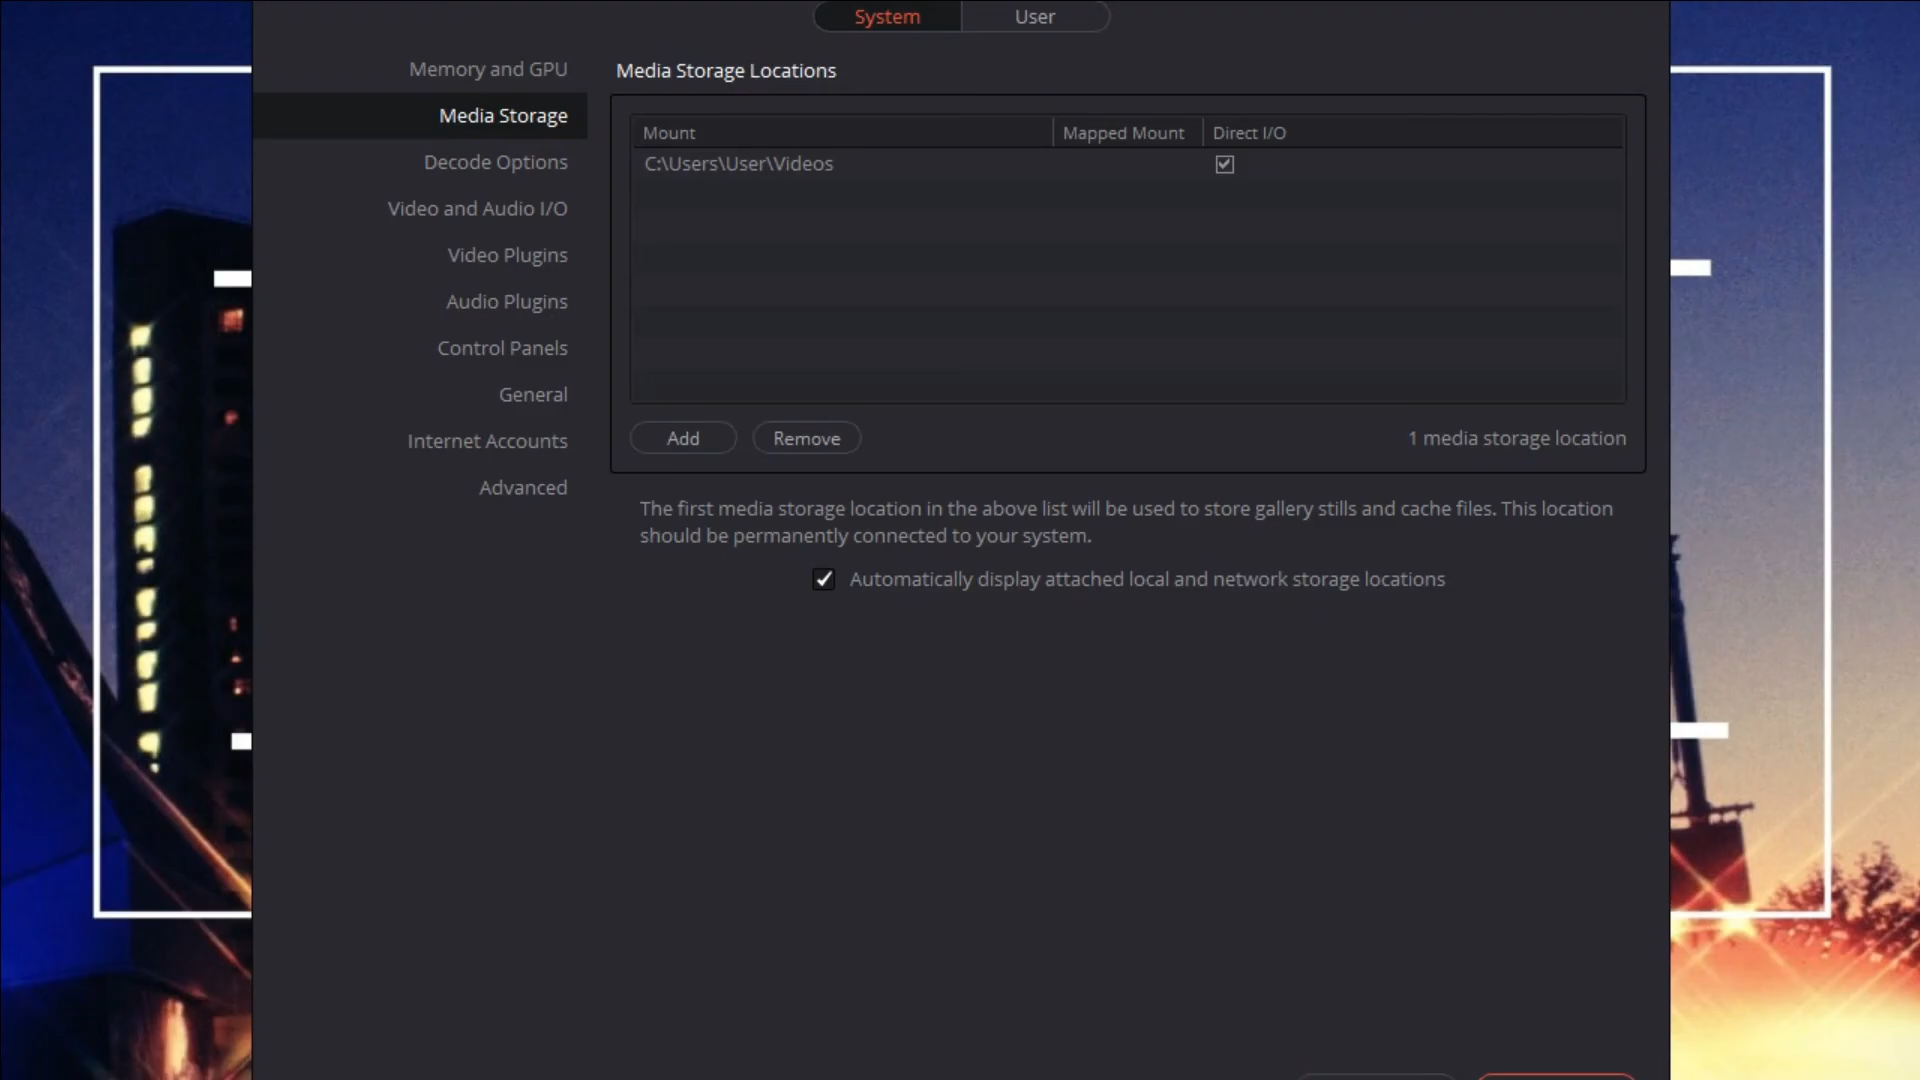 System
User
Memory and GPU
Media Storage
Decode Options
Video and Audio I/O
Video Plugins
Audio Plugins
Control Panels
General
Internet Accounts
Advanced
Media Storage Locations
Mount
Mapped Mount
Direct I/O
C:\Users\User\Videos
Add
Remove
1 media storage location
The first media storage location in the above list will be used to store gallery stills and cache files. This location
should be permanently connected to your system.
Automatically display attached local and network storage locations